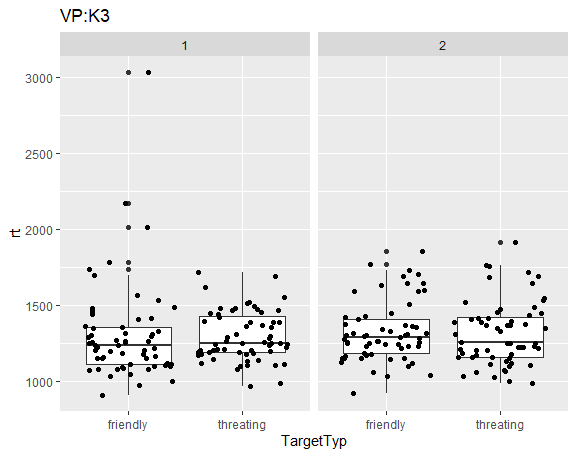 VP:K3
1
2
3000
2500
2000
1500
1000
rt
friendly
threating
friendly
threating
TargetTyp